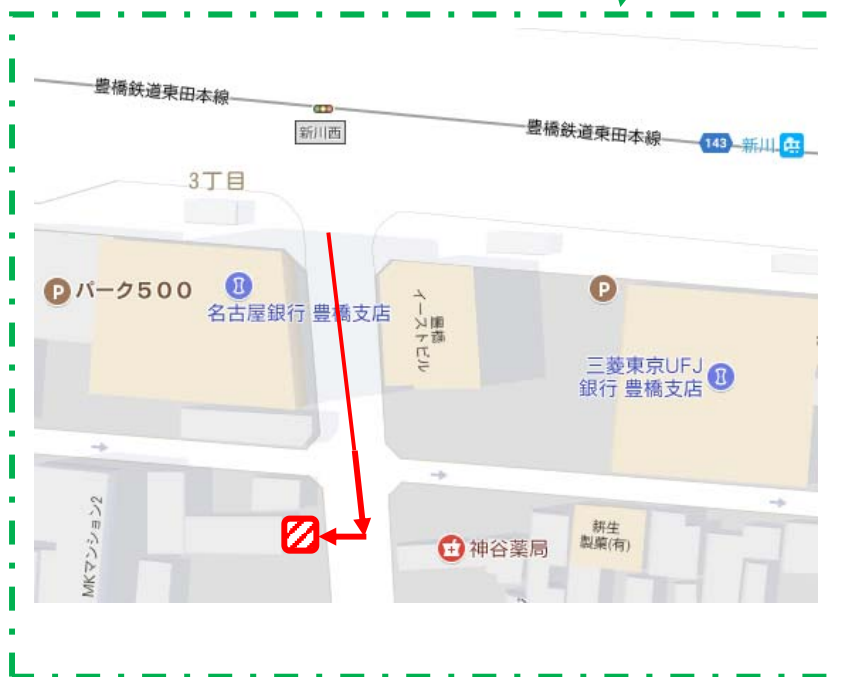 豊橋鉄道東田本線
新川西
豊橋鉄道東田本線
143
新川
3丁目
P パーク500
名古屋銀行 豊橋支店
豊橋
イーストビル
P
三菱東京UFJ
銀行 豊橋支店
MKマンション2
神谷薬局
耕生
製菓(有)